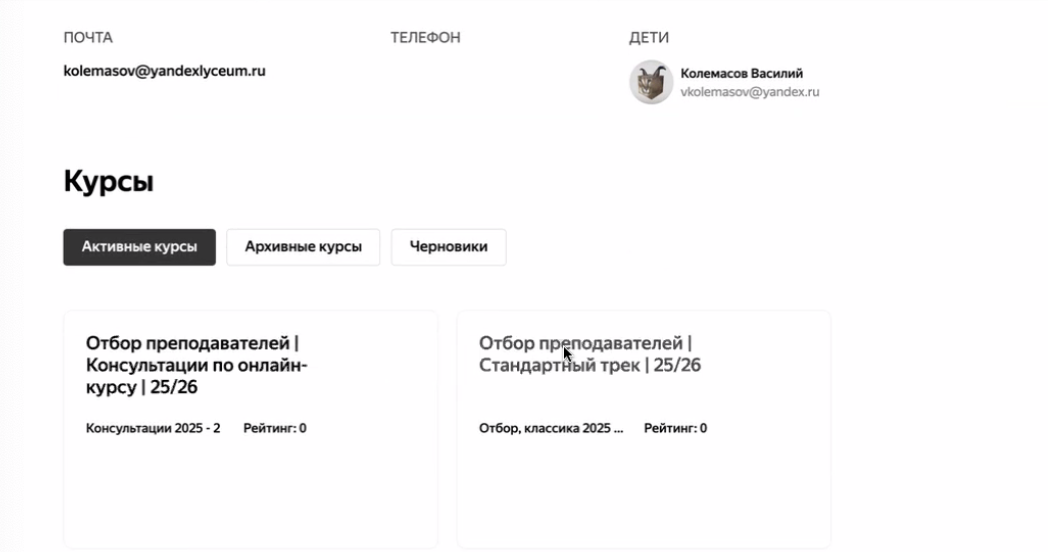 ПОЧТА
ТЕЛЕФОН
ДЕТИ
kolemasov@yandexlyceum.ru
Колемасов Василий
vkolemasov@yandex.ru
Курсы
Активные курсы
Архивные курсы
Черновики
Отбор преподавателей |
Консультации по онлайн-
курсу | 25/26
Консультации 2025 - 2
Рейтинг: 0
Отбор преподавателей |
Стандартный трек | 25/26
Отбор, классика 2025 ...
Рейтинг: 0